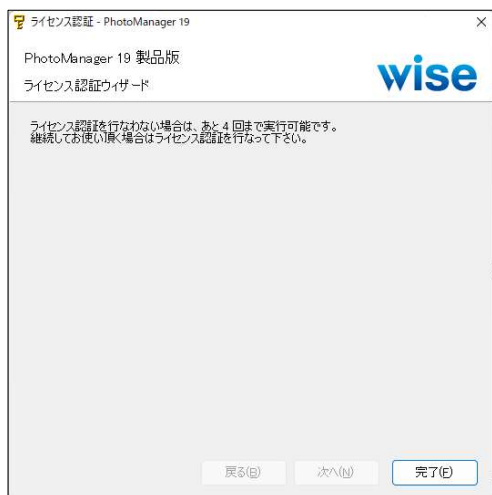 ライセンス認証 - PhotoManager 19
PhotoManager 19 製品版
ライセンス認証ウィザード
wise
ライセンス認証を行なわない場合は、あと 4 回まで実行可能です。
継続してお使い頂く場合はライセンス認証を行なって下さい。
戻る(B) 次へ(N) 完了(F)